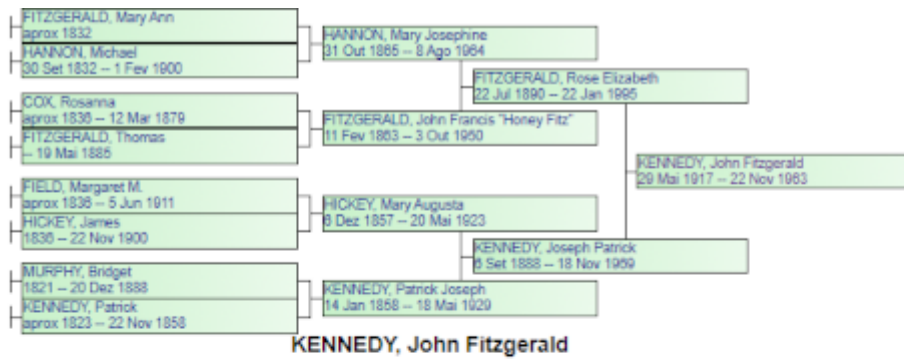 FITZGERALD, Mary Ann
aprox 1832
HANNON, Michael
30 Set 1832 -- 1 Fev 1900
COX, Rosanna
aprox 1836 -- 12 Mar 1879
FITZGERALD, Thomas
-- 19 Mai 1885
FIELD, Margaret M.
aprox 1836 -- 5 Jun 1911
HICKEY, James
1836 -- 22 Nov 1900
MURPHY, Bridget
1821 -- 20 Dez 1888
KENNEDY, Patrick
aprox 1823 -- 22 Nov 1858
HANNON, Mary Josephine
31 Out 1865 -- 8 Ago 1964
FITZGERALD, John Francis "Honey Fitz"
11 Fev 1863 -- 3 Out 1950
HICKEY, Mary Augusta
6 Dez 1857 -- 20 Mai 1923
KENNEDY, Patrick Joseph
14 Jan 1858 -- 18 Mai 1929
FITZGERALD, Rose Elizabeth
22 Jul 1890 -- 22 Jan 1995
KENNEDY, Joseph Patrick
6 Set 1888 -- 18 Nov 1969
KENNEDY, John Fitzgerald
29 Mai 1917 -- 22 Nov 1963
KENNEDY, John Fitzgerald